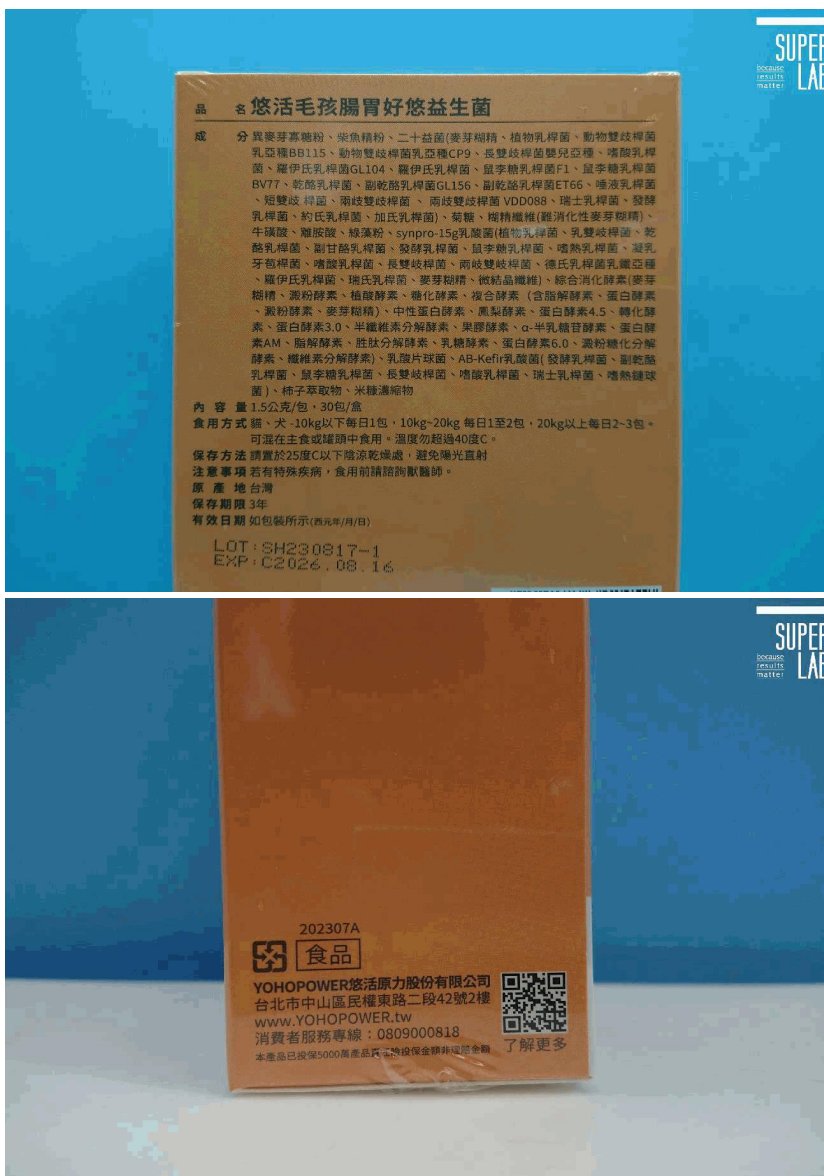 SUPER
LAB
because
results
matter
品 名 悠活毛孩腸胃好悠益生菌
成 分 異麥芽寡糖粉、柴魚精粉、二十益菌(麥芽糊精、植物乳桿菌、動物雙歧桿菌
乳亞種BB115、動物雙歧桿菌乳亞種CP9、長雙歧桿菌嬰兒亞種、嗜酸乳桿
菌、羅伊氏乳桿菌GL104、羅伊氏乳桿菌、鼠李糖乳桿菌F1、鼠李糖乳桿菌
BV77、乾酪乳桿菌、副乾酪乳桿菌GL156、副乾酪乳桿菌ET66、唾液乳桿菌
、短雙歧 桿菌、兩歧雙歧桿菌 、 兩歧雙歧桿菌 VDD088、瑞士乳桿菌、發酵
乳桿菌、約氏乳桿菌、加氏乳桿菌)、菊糖、糊精纖維(難消化性麥芽糊精)、
牛磺酸、離胺酸、綠藻粉、synpro-15g乳酸菌(植物乳桿菌、乳雙岐桿菌、乾
酪乳桿菌、副甘酪乳桿菌、發酵乳桿菌、鼠李糖乳桿菌、嗜熱乳桿菌、凝乳
牙苞桿菌、嗜酸乳桿菌、長雙岐桿菌、兩岐雙岐桿菌、德氏乳桿菌乳鐵亞種
、羅伊氏乳桿菌、瑞氏乳桿菌、麥芽糊精、微結晶纖維)、綜合消化酵素(麥芽
糊精、澱粉酵素、植酸酵素、醣化酵素、複合酵素（含脂解酵素、蛋白酵素
、澱粉酵素、麥芽糊精）、中性蛋白酵素、鳳梨酵素、蛋白酵素4.5、轉化酵
素、蛋白酵素3.0、半纖維素分解酵素、果膠酵素、α-半乳糖苷酵素、蛋白酵
素AM、脂解酵素、胜肽分解酵素、乳糖酵素、蛋白酵素6.0、澱粉糖化分解
酵素、纖維素分解酵素)、乳酸片球菌、AB-Kefir乳酸菌( 發酵乳桿菌、副乾酪
乳桿菌、鼠李糖乳桿菌、長雙岐桿菌、嗜酸乳桿菌、瑞士乳桿菌、嗜熱鏈球
菌 )、柿子萃取物、米糠濃縮物
內 容 量 1.5公克/包，30包/盒
食用方式 貓、犬 -10kg以下每日1包，10kg~20kg 每日1至2包，20kg以上每日2~3包。
可混在主食或罐頭中食用。溫度勿超過40度C。
保存方法 請置於25度C以下陰涼乾燥處，避免陽光直射
注意事項 若有特殊疾病，食用前請諮詢獸醫師。
原 產 地 台灣
保存期限 3年
有效日期 如包裝所示(西元年/月/日)
LOT:SH230817-1
EXP:C2026.08.16
SUPER
LAB
because
results
matter
202307A
食品
YOHOPOWER悠活原力股份有限公司
台北市中山區民權東路二段42號2樓
www.YOHOPOWER.tw
消費者服務專線：0809000818
本產品已投保5000萬產品責任險投保金額非理賠金額
了解更多